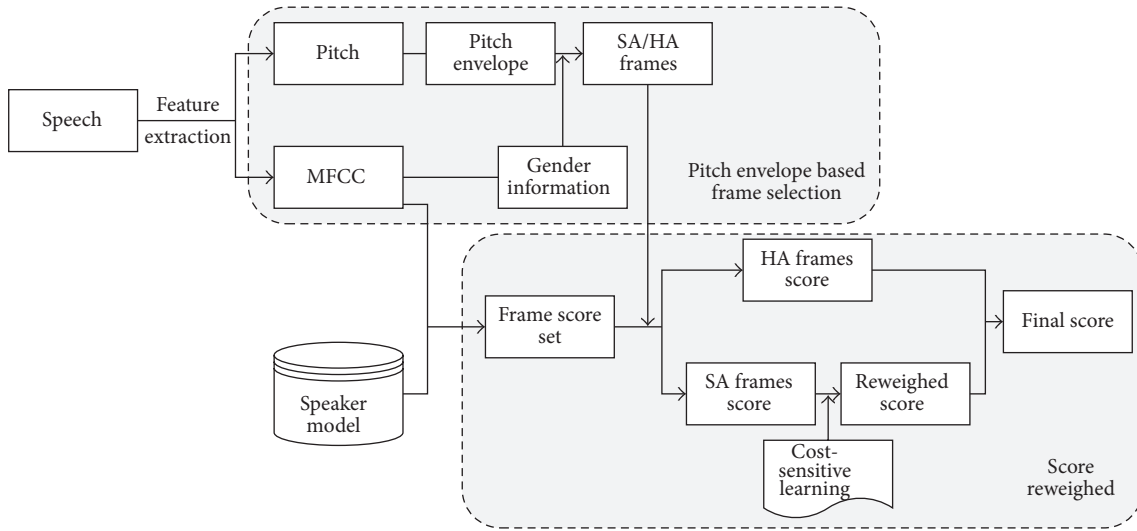 Pitch
Pitch
envelope
SA/HA
frames
Speech
Feature
extraction
MFCC
Gender
information
Pitch envelope based
frame selection
HA frames
score
Frame score
set
Final score
Speaker
model
SA frames
score
Reweighed
score
Cost-
sensitive
learning
Score
reweighed